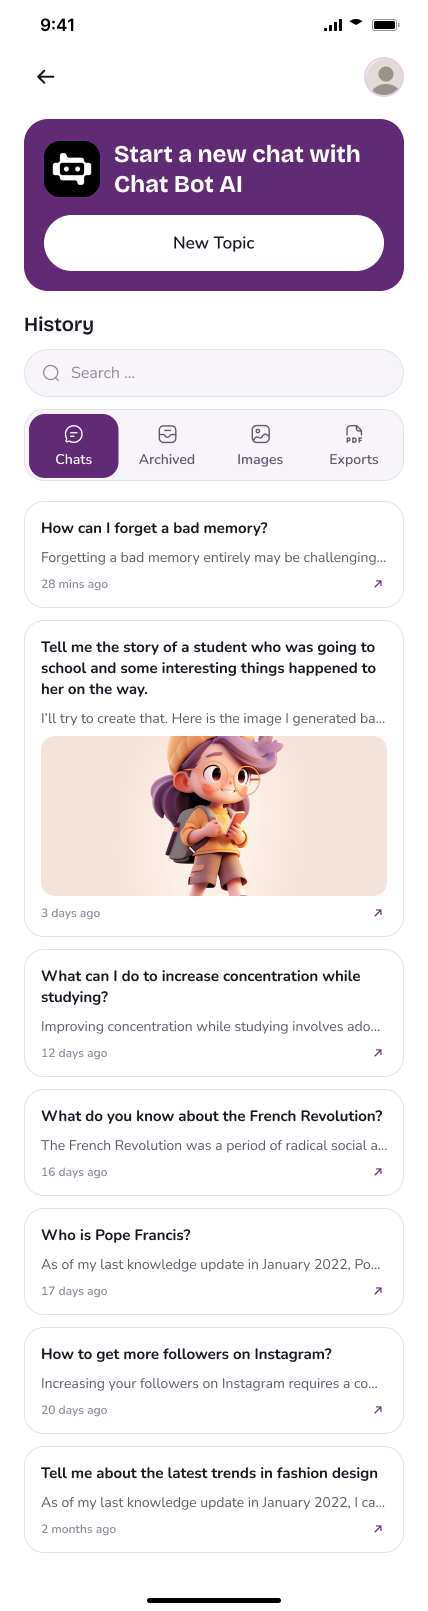 9:41
Start a new chat with
Chat Bot AI
New Topic
History
Search ...
Chats
Archived
Images
PDF
Exports
How can I forget a bad memory?
Forgetting a bad memory entirely may be challenging...
28 mins ago
Tell me the story of a student who was going to
school and some interesting things happened to
her on the way.
I'll try to create that. Here is the image I generated ba...
3 days ago
What can I do to increase concentration while
studying?
Improving concentration while studying involves ado...
12 days ago
What do you know about the French Revolution?
The French Revolution was a period of radical social a...
16 days ago
Who is Pope Francis?
As of my last knowledge update in January 2022, Po...
17 days ago
How to get more followers on Instagram?
Increasing your followers on Instagram requires a co...
20 days ago
Tell me about the latest trends in fashion design
As of my last knowledge update in January 2022, I ca...
2 months ago